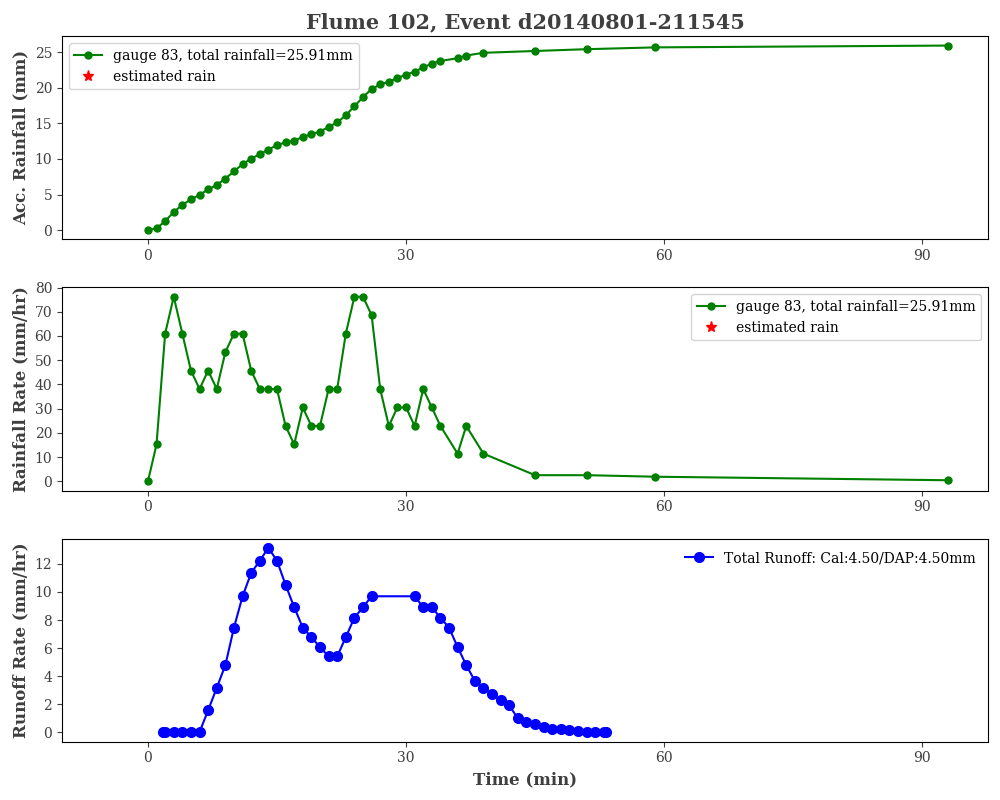 Flume 102, Event d20140801-211545
Acc. Rainfall (mm)
25
20
15
10
5
0
gauge 83, total rainfall=25.91mm
estimated rain
0 30 60 90
Rainfall Rate (mm/hr)
80
70
60
50
40
30
20
10
0
gauge 83, total rainfall=25.91mm
estimated rain
0 30 60 90
Runoff Rate (mm/hr)
12
10
8
6
4
2
0
Total Runoff: Cal:4.50/DAP:4.50mm
0 30 60 90
Time (min)